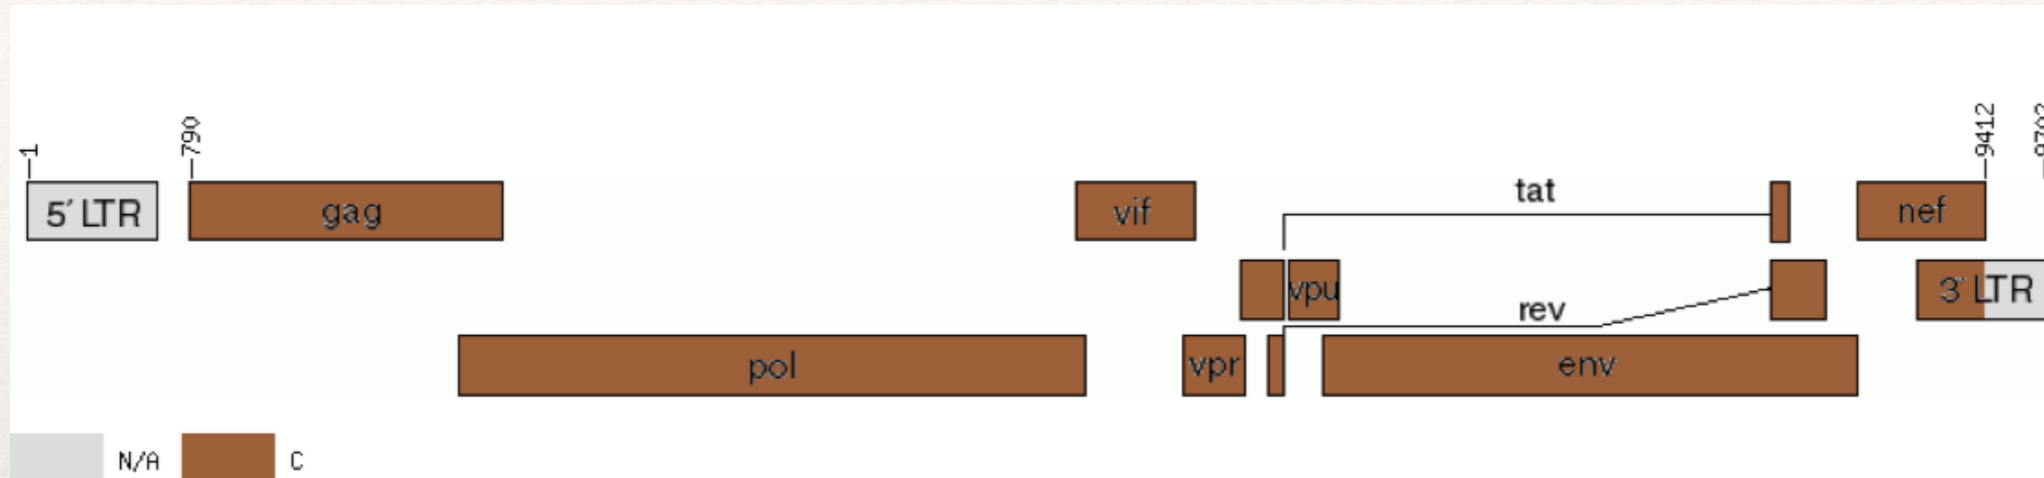 1
790
9412
5′ LTR
gag
vif
tat
nef
vpu
rev
3′ LTR
pol
vpr
env
N/A
C